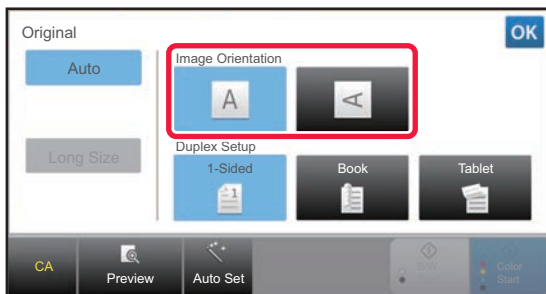 Original
OK
Auto
Image Orientation
A
A
Long Size
Duplex Setup
1-Sided
Book
Tablet
1
CA
Preview
Auto Set
B/W
Start
Color
Start